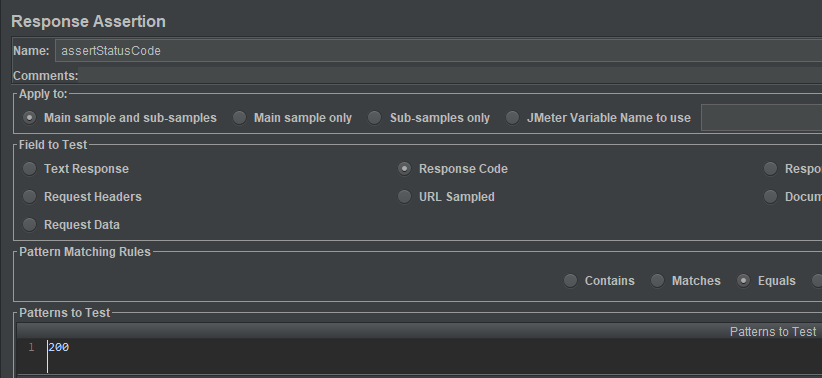 Response Assertion
Name: assertStatusCode
Comments:
Apply to:
Main sample and sub-samples Main sample only Sub-samples only JMeter Variable Name to use
Field to Test
Text Response Response Code Respo
Request Headers URL Sampled Docum
Request Data
Pattern Matching Rules
Contains Matches Equals
Patterns to Test
Patterns to Test
1 200